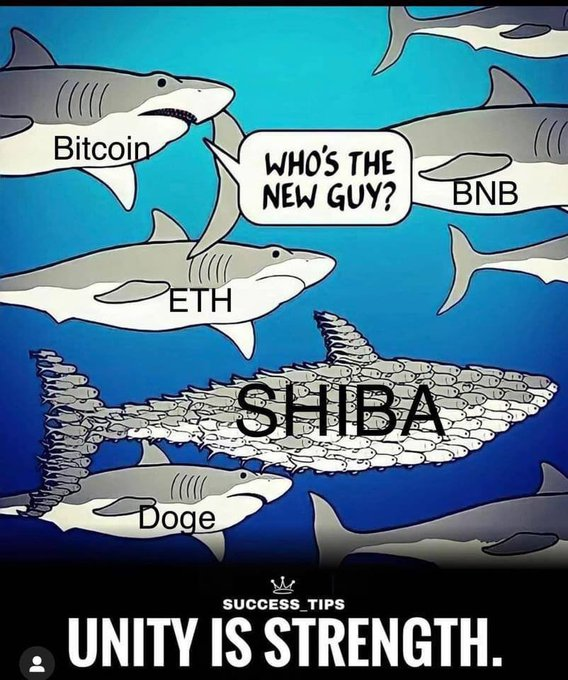 Bitcoin
WHO'S THE
NEW GUY?
BNB
ETH
SHIBA
Doge
SUCCESS_TIPS
UNITY IS STRENGTH.